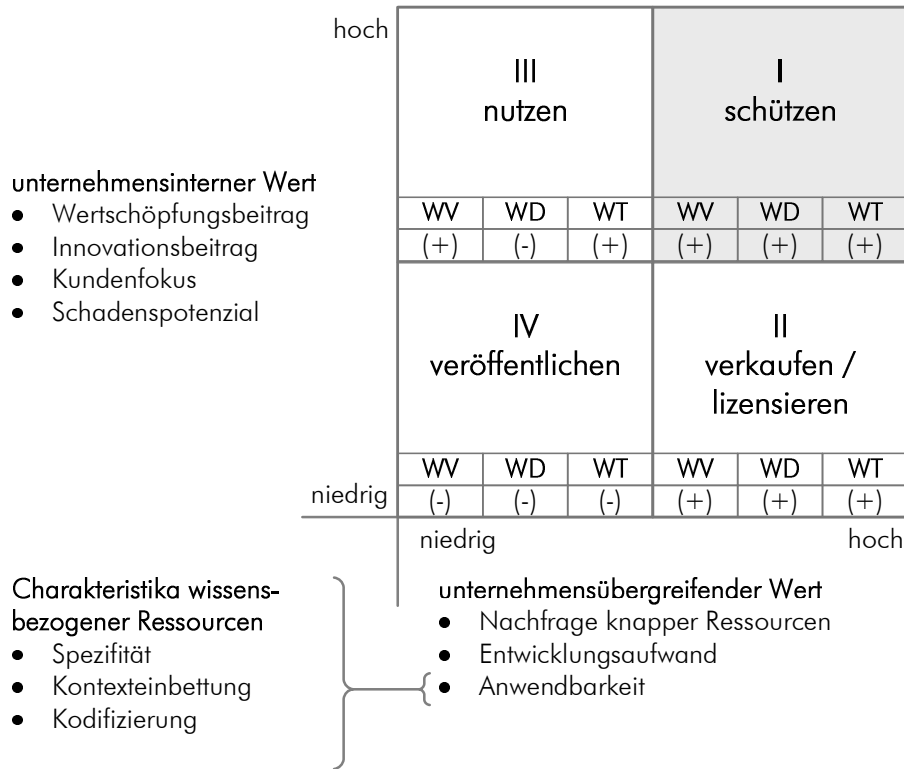 hoch
III
nutzen
I
schützen
unternehmensinterner Wert
● Wertschöpfungsbeitrag
● Innovationsbeitrag
● Kundenfokus
● Schadenspotenzial
WV WD WT WV WD WT
(+) (-) (+) (+) (+) (+)
IV
veröffentlichen
II
verkaufen /
lizensieren
WV WD WT WV WD WT
niedrig (-) (-) (-) (+) (+) (+)
niedrig hoch
Charakteristika wissens-
bezogener Ressourcen
● Spezifität
● Kontexteinbettung
● Kodifizierung
unternehmensübergreifender Wert
● Nachfrage knapper Ressourcen
● Entwicklungsaufwand
● Anwendbarkeit